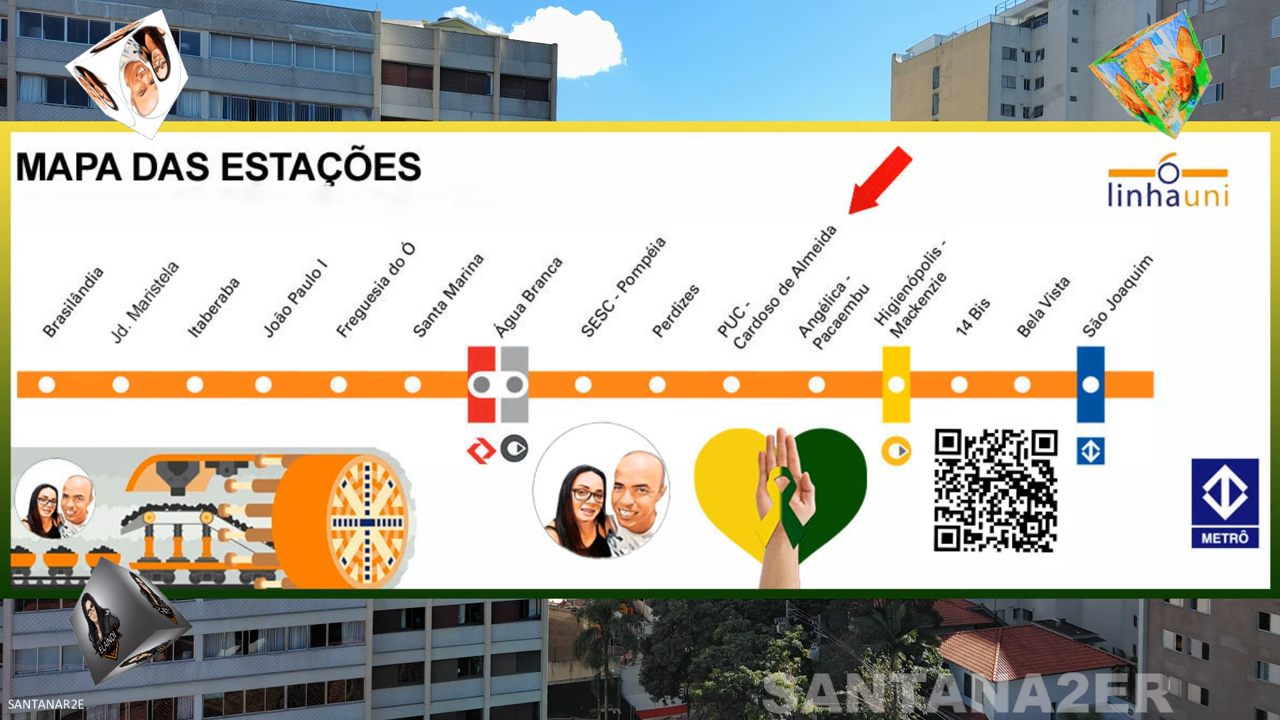 MAPA DAS ESTAÇÕES
linhauni
Brasilândia
Jd. Maristela
Itaberaba
João Paulo I
Freguesia do Ó
Santa Marina
Água Branca
SESC - Pompéia
Perdizes
PUC -
Cardoso de Almeida
Angélica -
Pacaembu
Higienópolis -
Mackenzie
14 Bis
Bela Vista
São Joaquim
METRÔ
SANTANAR2E
SANTANA2ER